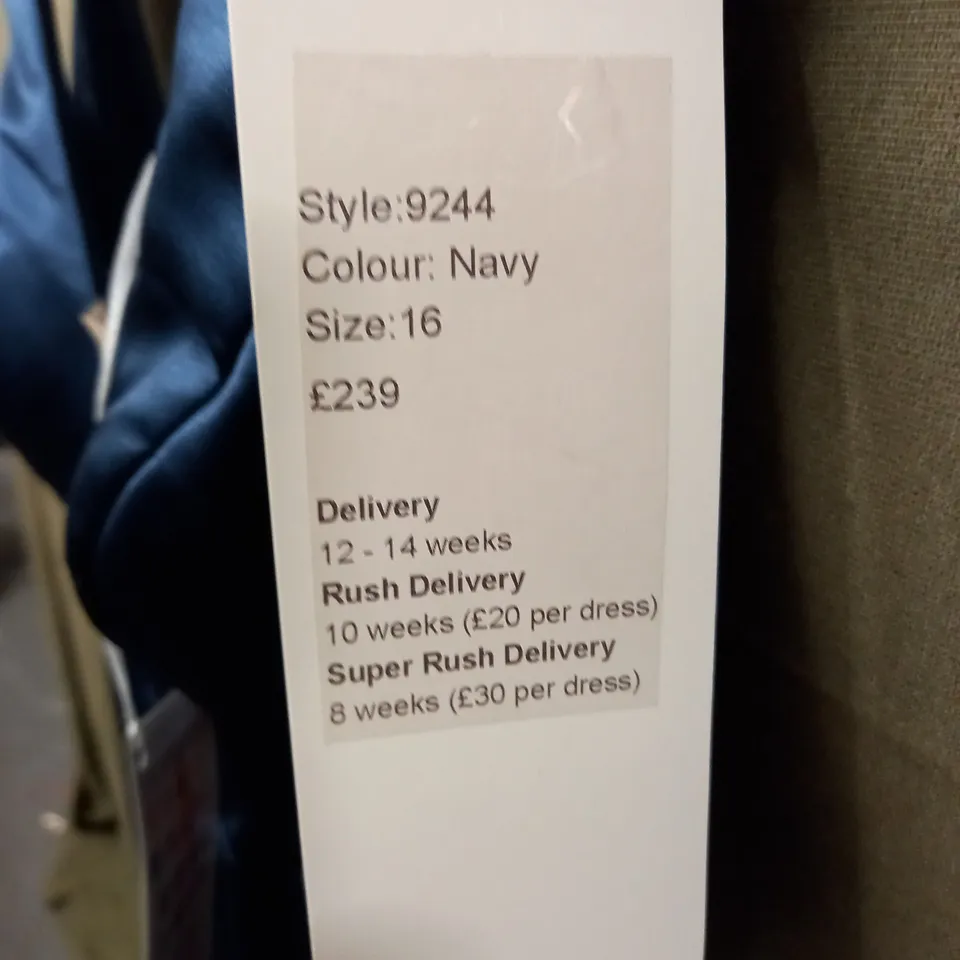 Style:9244
Colour: Navy
Size:16
£239
Delivery
12 - 14 weeks
Rush Delivery
10 weeks (£20 per dress)
Super Rush Delivery
8 weeks (£30 per dress)